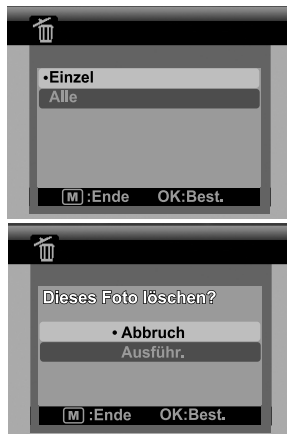 •Einzel
Alle
M :Ende OK:Best.
Dieses Foto löschen?
• Abbruch
Ausführ.
M :Ende OK:Best.